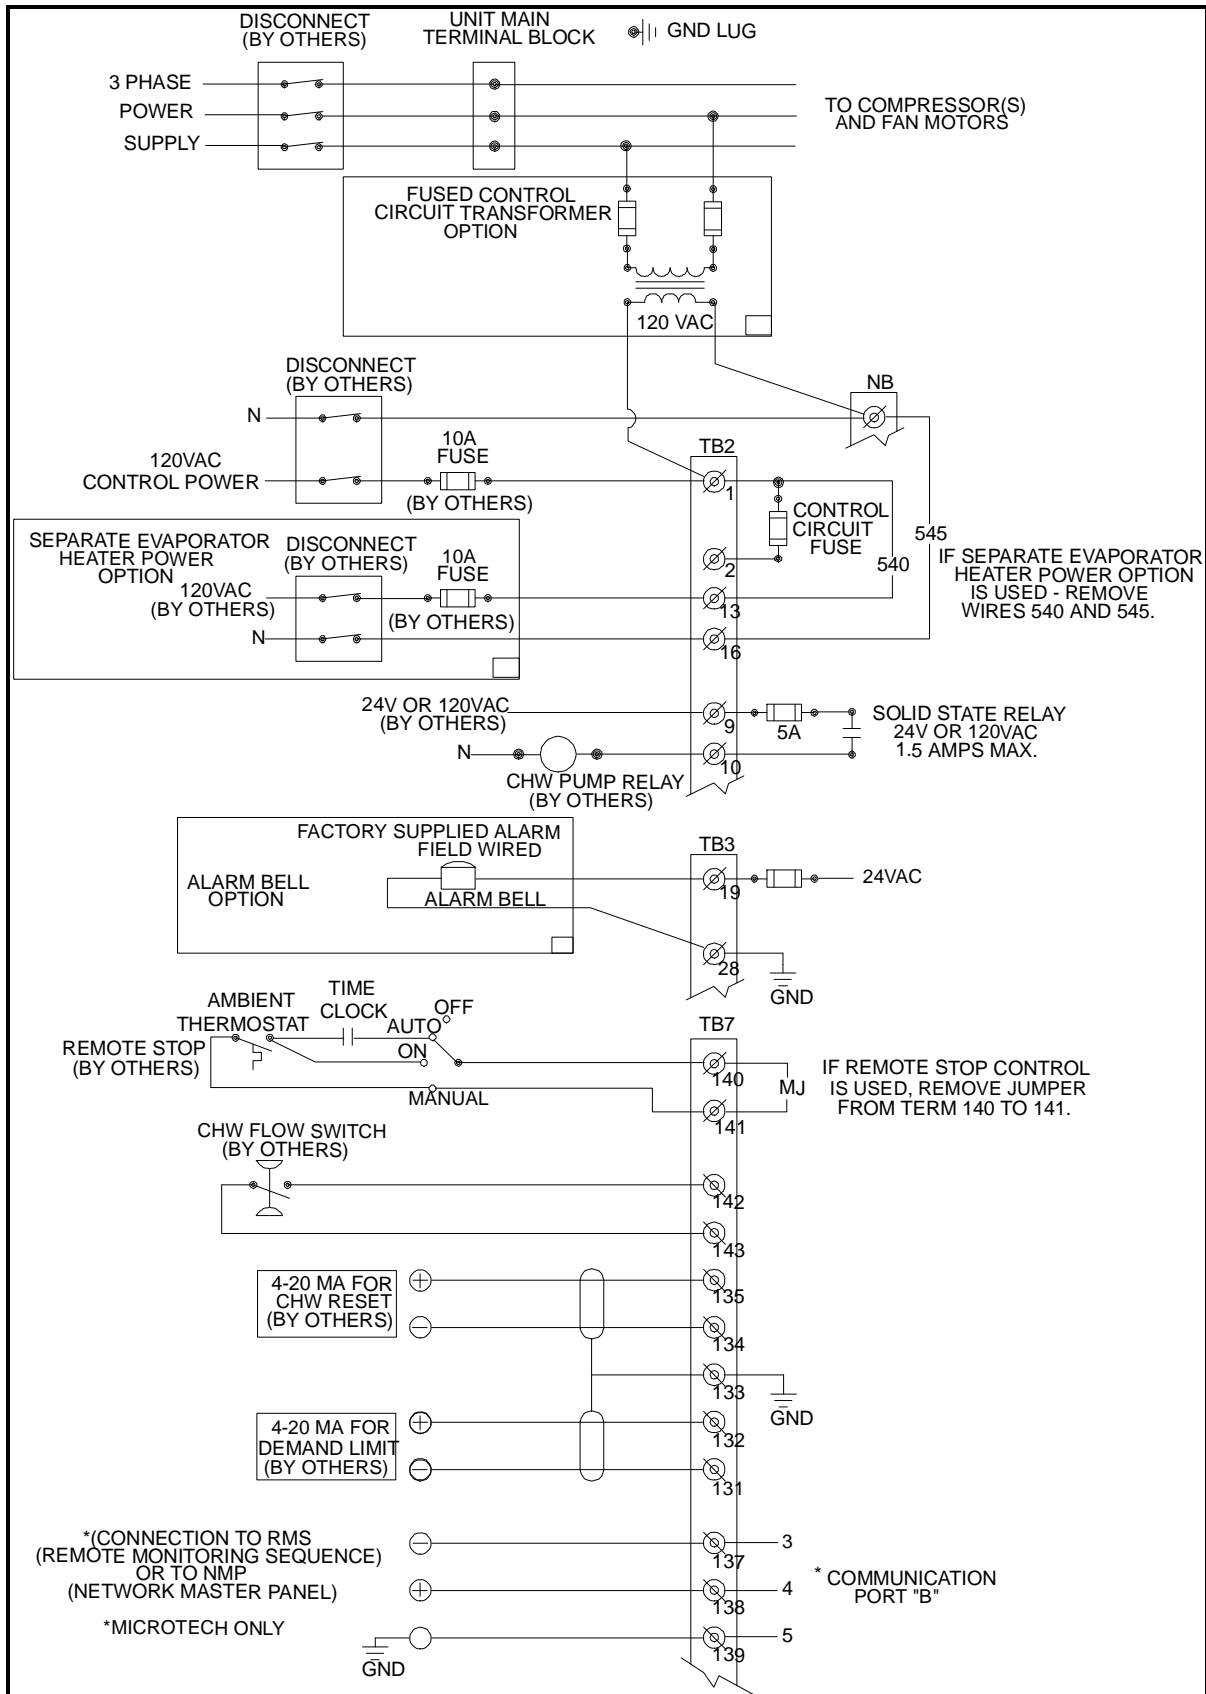 DISCONNECT
(BY OTHERS)
UNIT MAIN
TERMINAL BLOCK
GND LUG
3 PHASE
POWER
SUPPLY
TO COMPRESSOR(S)
AND FAN MOTORS
FUSED CONTROL
CIRCUIT TRANSFORMER
OPTION
120 VAC
DISCONNECT
(BY OTHERS)
NB
N
10A
FUSE
(BY OTHERS)
120VAC
CONTROL POWER
TB2
1
CONTROL
CIRCUIT
FUSE
2
540
545
IF SEPARATE EVAPORATOR
HEATER POWER OPTION
IS USED - REMOVE
WIRES 540 AND 545.
SEPARATE EVAPORATOR
HEATER POWER
OPTION
DISCONNECT
(BY OTHERS)
10A
FUSE
(BY OTHERS)
120VAC
(BY OTHERS)
N
13
16
24V OR 120VAC
(BY OTHERS)
9
5A
SOLID STATE RELAY
24V OR 120VAC
1.5 AMPS MAX.
N
10
CHW PUMP RELAY
(BY OTHERS)
FACTORY SUPPLIED ALARM
FIELD WIRED
ALARM BELL
OPTION
ALARM BELL
TB3
19
24VAC
28
GND
AMBIENT
THERMOSTAT
TIME
CLOCK
OFF
AUTO
ON
MANUAL
REMOTE STOP
(BY OTHERS)
TB7
140
MJ
141
IF REMOTE STOP CONTROL
IS USED, REMOVE JUMPER
FROM TERM 140 TO 141.
CHW FLOW SWITCH
(BY OTHERS)
142
143
4-20 MA FOR
CHW RESET
(BY OTHERS)
135
134
133
GND
4-20 MA FOR
DEMAND LIMIT
(BY OTHERS)
132
131
*(CONNECTION TO RMS
(REMOTE MONITORING SEQUENCE)
OR TO NMP
(NETWORK MASTER PANEL)
*MICROTECH ONLY
137
3
138
4
139
5
* COMMUNICATION
PORT "B"
GND